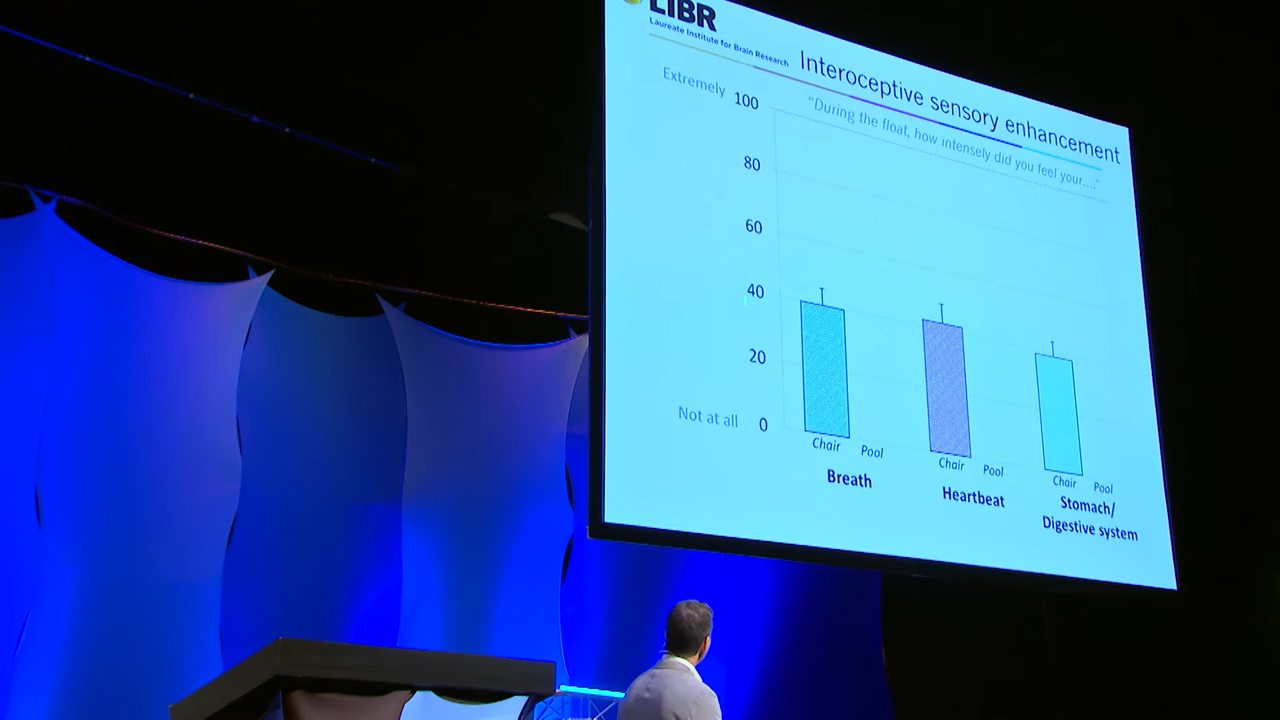 LIBR
Laureate Institute for Brain Research
Interoceptive sensory enhancement
"During the float, how intensely did you feel your...."
Extremely 100
80
60
40
20
Not at all 0
Chair Pool Chair Pool Chair Pool
Breath Heartbeat Stomach/
Digestive system